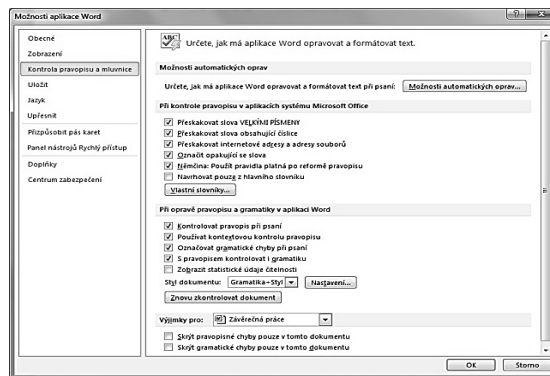 Možnosti aplikace Word
Obecné
Zobrazení
Kontrola pravopisu a mluvnice
Uložit
Jazyk
Upřesnit
Přizpůsobit pás karet
Panel nástrojů Rychlý přístup
Doplňky
Centrum zabezpečení
ABC
Určete, jak má aplikace Word opravovat a formátovat text.
Možnosti automatických oprav
Určete, jak má aplikace Word opravovat a formátovat text při psaní: Možnosti automatických oprav...
Při kontrole pravopisu v aplikacích systému Microsoft Office
Přeskakovat slova VELKÝMI PÍSMENY
Přeskakovat slova obsahující číslice
Přeskakovat internetové adresy a adresy souborů
Označit opakující se slova
Němčina: Použít pravidla platná po reformě pravopisu
Navrhovat pouze z hlavního slovníku
Vlastní slovníky...
Při opravě pravopisu a gramatiky v aplikaci Word
Kontrolovat pravopis při psaní
Používat kontextovou kontrolu pravopisu
Označovat gramatické chyby při psaní
S pravopisem kontrolovat i gramatiku
Zobrazit statistické údaje čitelnosti
Styl dokumentu: Gramatika+Styl Nastavení...
Znovu zkontrolovat dokument
Výjimky pro: Závěrečná práce
Skrýt pravopisné chyby pouze v tomto dokumentu
Skrýt gramatické chyby pouze v tomto dokumentu
OK Storno